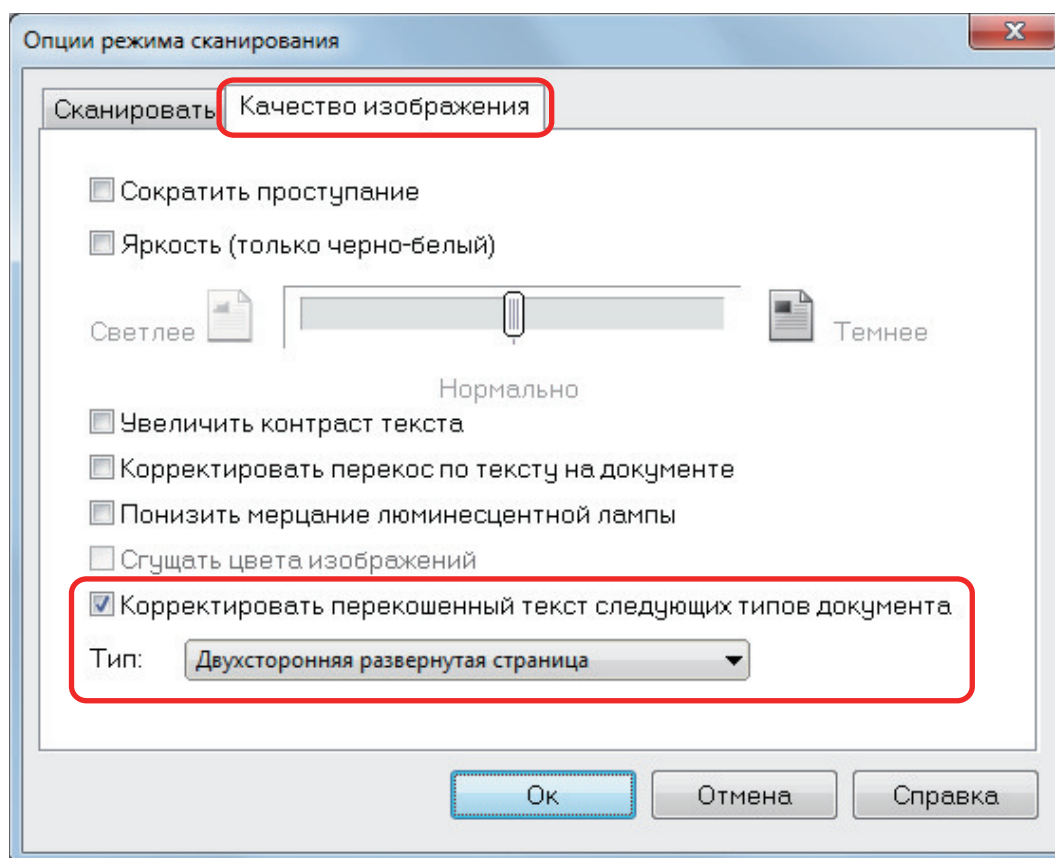 Опции режима сканирования
Сканировать Качество изображения
Сократить проступание
Яркость (только черно-белый)
Светлее Темнее
Нормально
Увеличить контраст текста
Корректировать перекос по тексту на документе
Понизить мерцание люминесцентной лампы
Сгущать цвета изображений
Корректировать перекошенный текст следующих типов документа
Тип: Двухсторонняя развернутая страница
Ок Отмена Справка